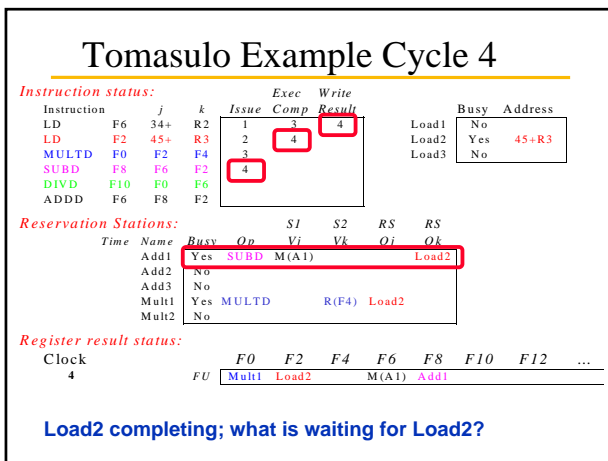 Tomasulo Example Cycle 4
Instruction status: Exec Write
Instruction j k Issue Comp Result Busy Address
LD F6 34+ R2 1 3 4 Load1 No
LD F2 45+ R3 2 4 Load2 Yes 45+R3
MULTD F0 F2 F4 3 Load3 No
SUBD F8 F6 F2 4
DIVD F10 F0 F6
ADDD F6 F8 F2
Reservation Stations: S1 S2 RS RS
Time Name Busy Op Vj Vk Qj Qk
Add1 Yes SUBD M(A1) Load2
Add2 No
Add3 No
Mult1 Yes MULTD R(F4) Load2
Mult2 No
Register result status:
Clock F0 F2 F4 F6 F8 F10 F12 ...
4 FU Mult1 Load2 M(A1) Add1
Load2 completing; what is waiting for Load2?